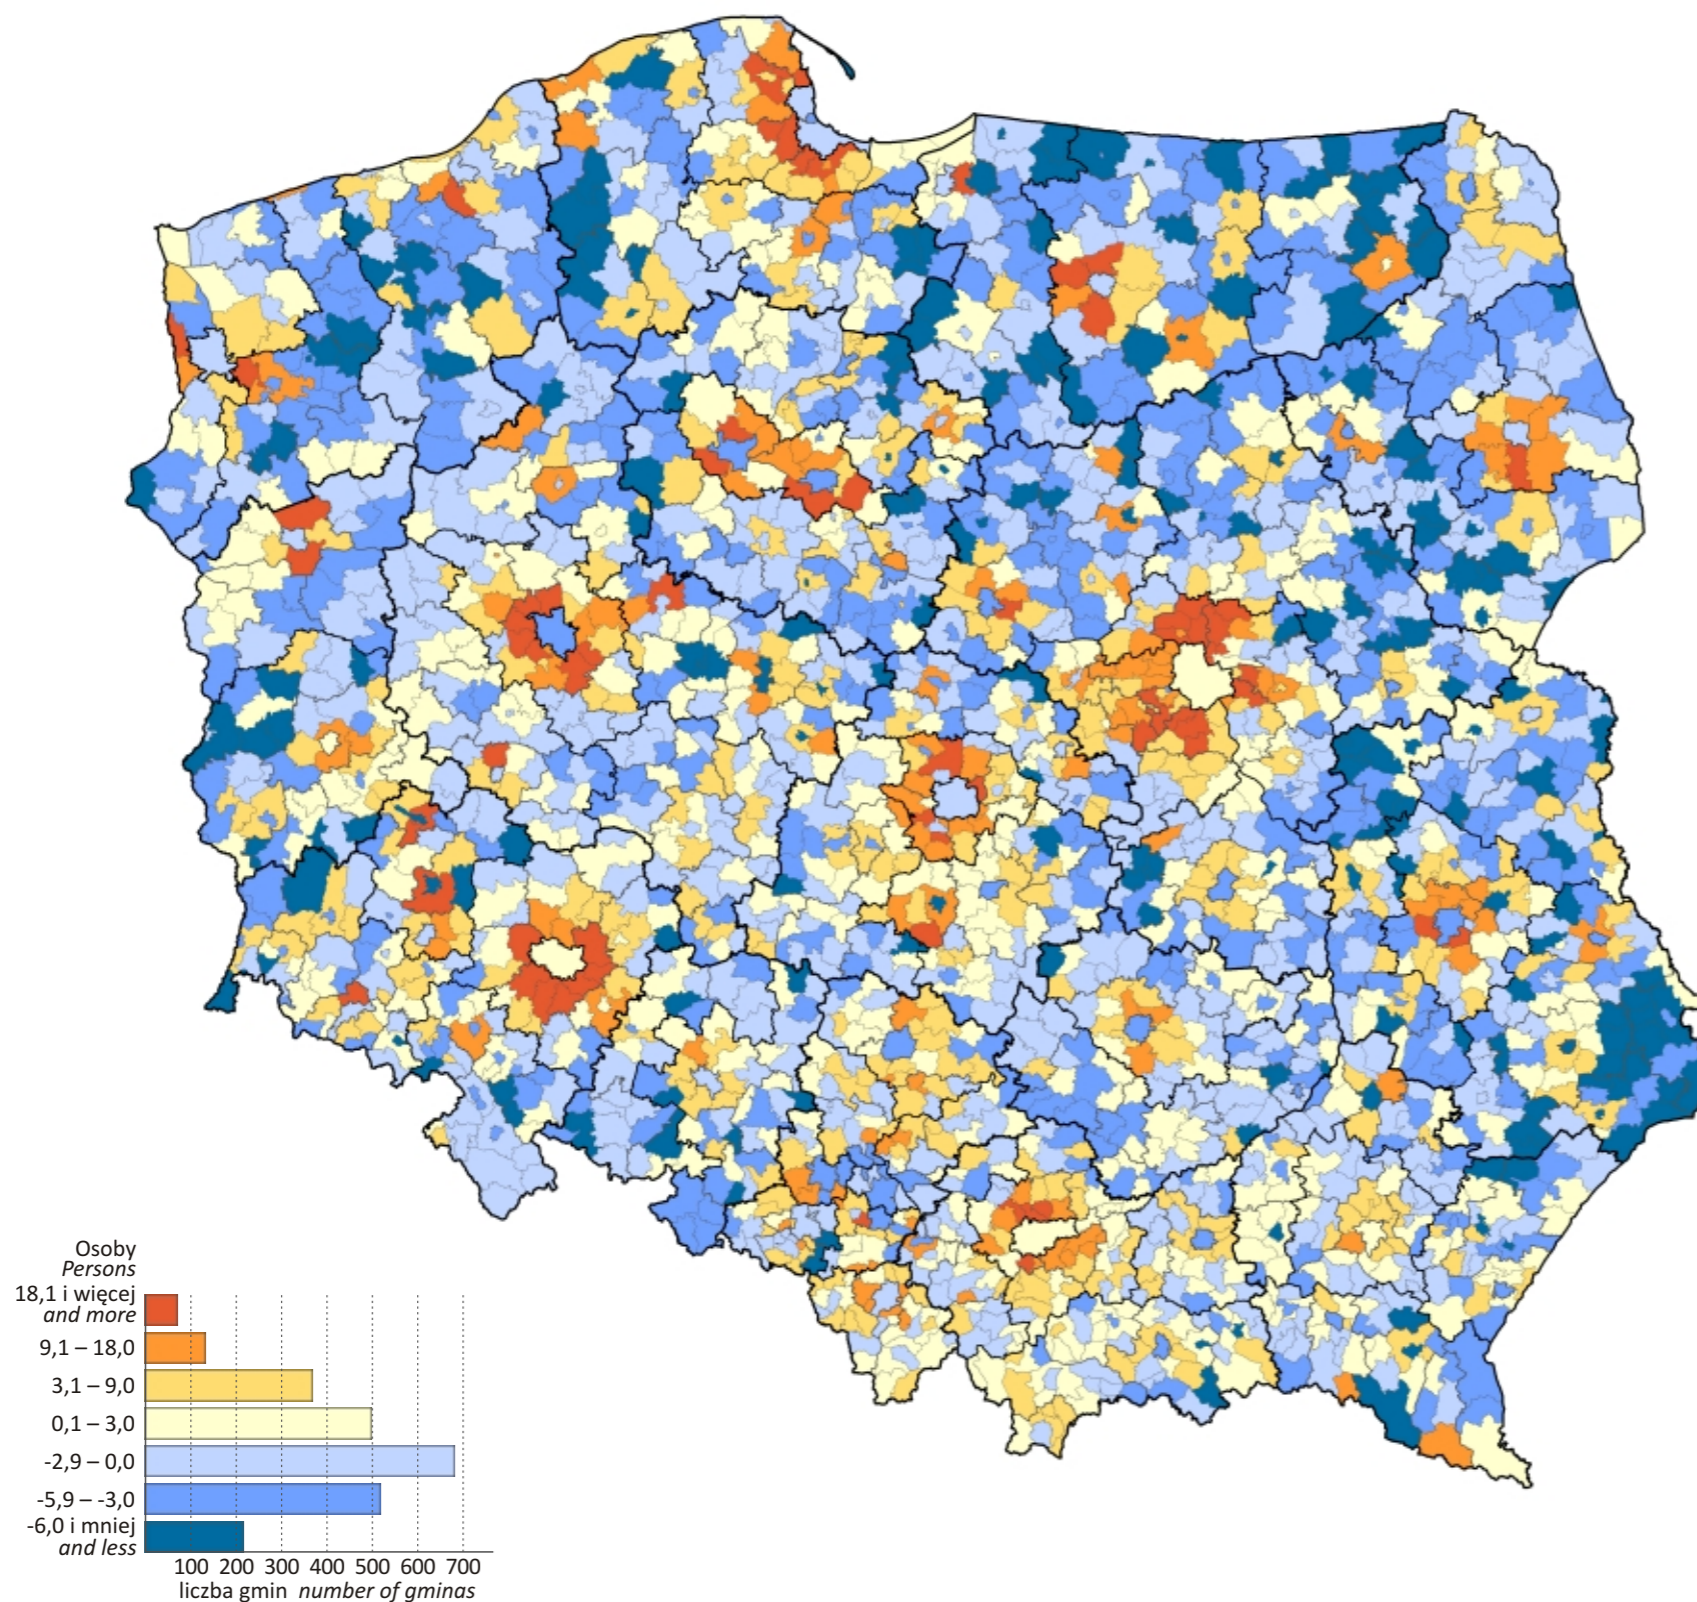 Osoby
Persons
18,1 i więcej
and more
9,1 – 18,0
3,1 – 9,0
0,1 – 3,0
-2,9 – 0,0
-5,9 – -3,0
-6,0 i mniej
and less
100 200 300 400 500 600 700
liczba gmin number of gminas